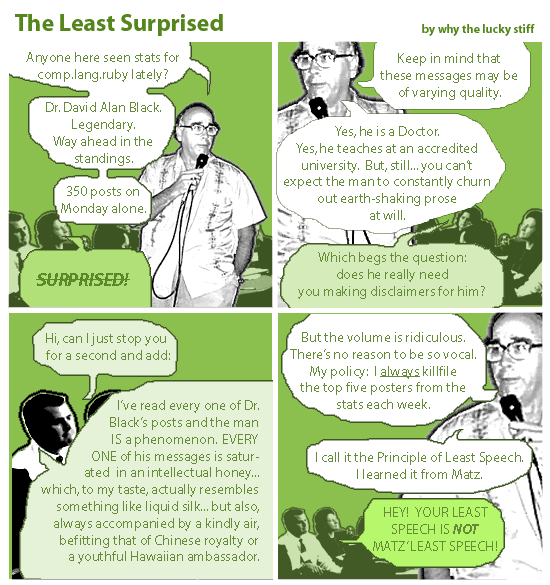 The Least Surprised
by why the lucky stiff
Anyone here seen stats for
comp.lang.ruby lately?
Dr. David Alan Black.
Legendary.
Way ahead in the
standings.
350 posts on
Monday alone.
SURPRISED!
Keep in mind that
these messages may be
of varying quality.
Yes, he is a Doctor.
Yes, he teaches at an accredited
university. But, still... you can't
expect the man to constantly churn
out earth-shaking prose
at will.
Which begs the question:
does he really need
you making disclaimers for him?
Hi, can I just stop you
for a second and add:
I've read every one of Dr.
Black's posts and the man
IS a phenomenon. EVERY
ONE of his messages is satur-
ated in an intellectual honey...
which, to my taste, actually resembles
something like liquid silk... but also,
always accompanied by a kindly air,
befitting that of Chinese royalty or
a youthful Hawaiian ambassador.
But the volume is ridiculous.
There's no reason to be so vocal.
My policy: I always killfile
the top five posters from the
stats each week.
I call it the Principle of Least Speech.
I learned it from Matz.
HEY! YOUR LEAST
SPEECH IS NOT
MATZ' LEAST SPEECH!